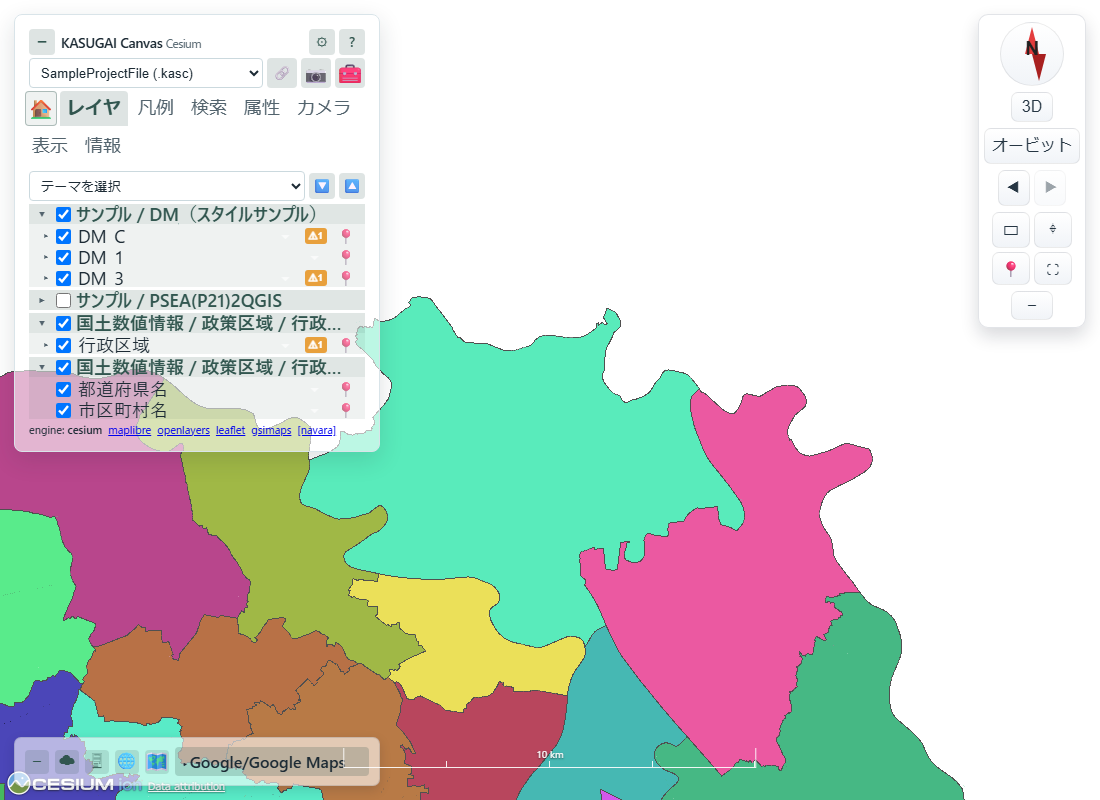 − KASUGAI Canvas Cesium ⚙ ?
SampleProjectFile (.kasc)
レイヤ 凡例 検索 属性 カメラ
表示 情報
テーマを選択
サンプル / DM（スタイルサンプル）
DM C ⚠1
DM 1
DM 3 ⚠1
サンプル / PSEA(P21)2QGIS
国土数値情報 / 政策区域 / 行政...
行政区域 ⚠1
国土数値情報 / 政策区域 / 行政...
都道府県名
市区町村名
engine: cesium maplibre openlayers leaflet gsimaps [navara]
N
3D
オービット
−
10 km
− Google/Google Maps
CESIUM ion Data attribution